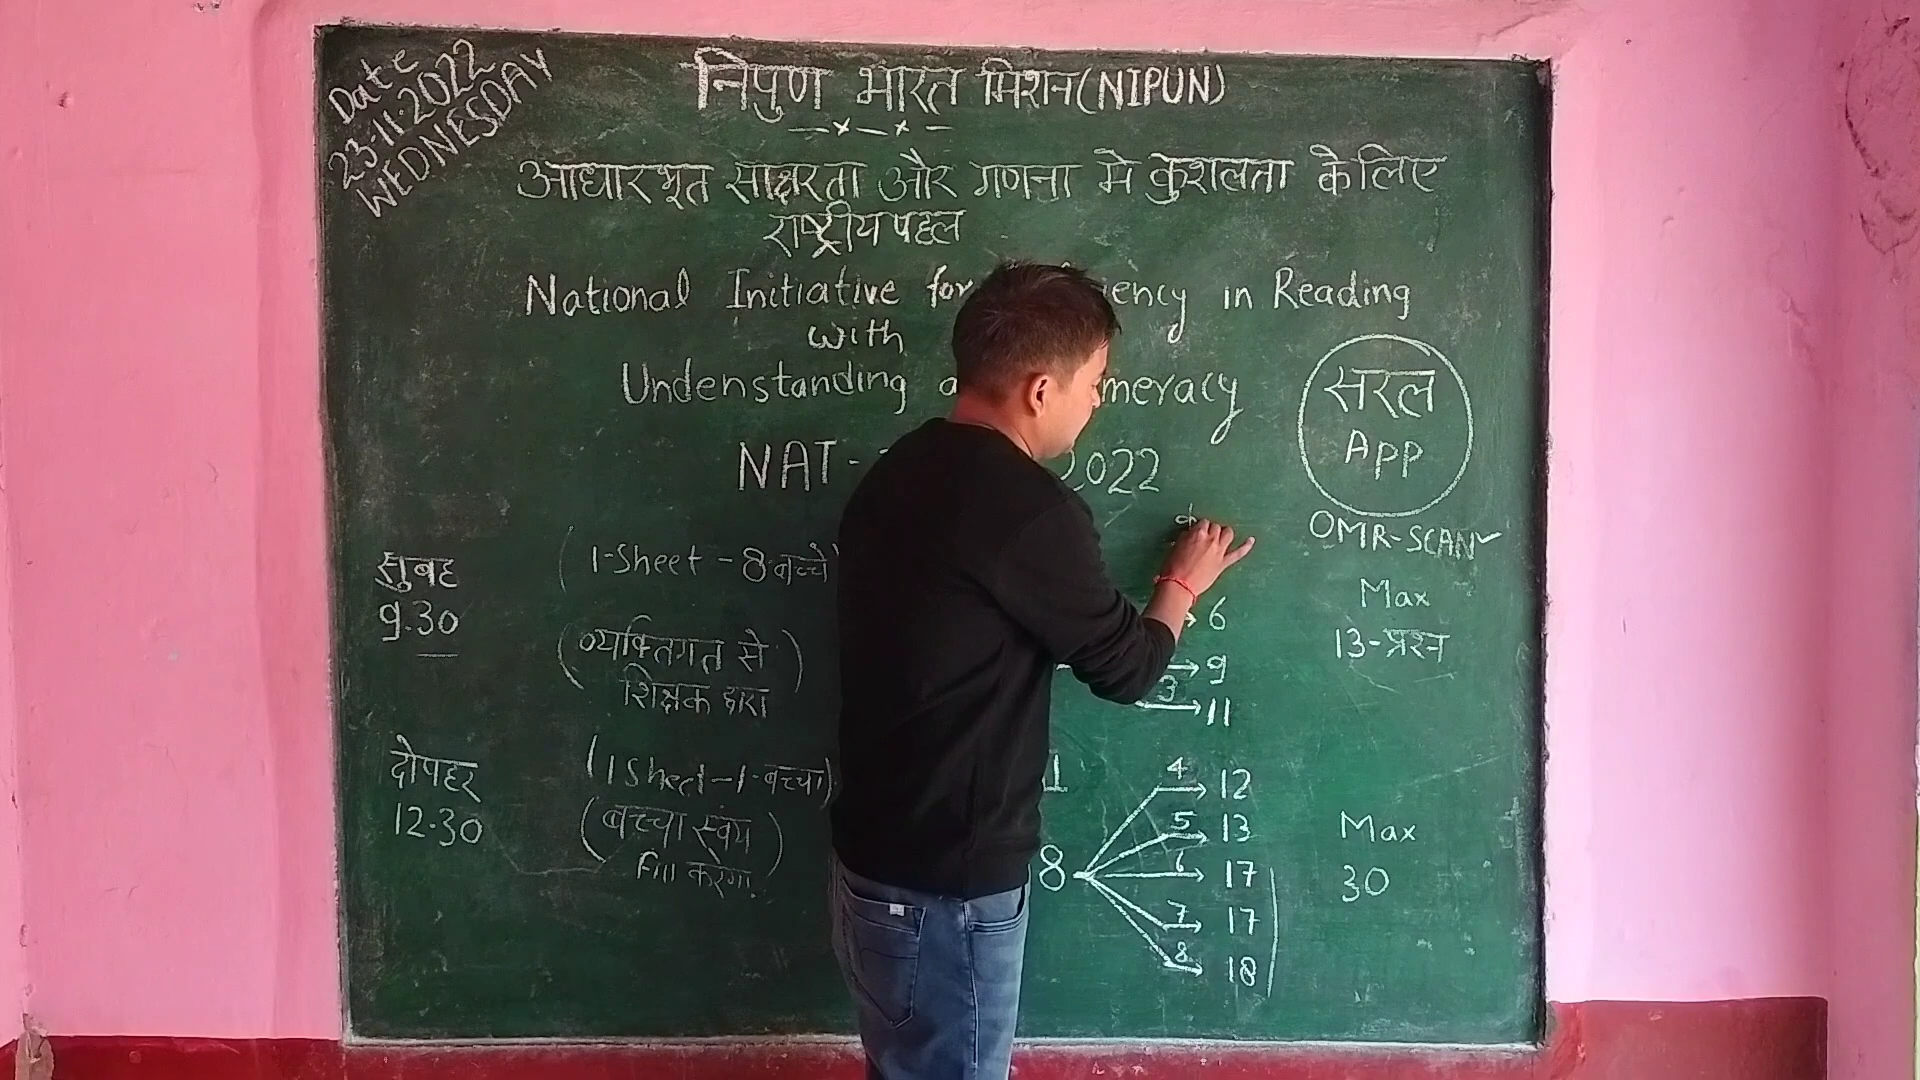 Date
23.11.2022
WEDNESDAY
निपुण भारत मिशन (NIPUN)
आधारभूत साक्षरता और गणना मे कुशलता के लिए
राष्ट्रीय पहल
National Initiative for iency in Reading
with
Undenstanding a meracy
NAT - 2022
सरल
App
OMR-SCAN
Max
13-प्रश्न
सुबह
9.30
(1-Sheet - 8 बच्चे)
(व्यक्तिगत से
शिक्षक द्वारा)
6
9
3 11
दोपहर
12.30
(1 Sheet-1-बच्चा)
(बच्चा स्वंय
fill करेगा)
1
8
4 12
5 13
6 17
7 17
8 18
Max
30